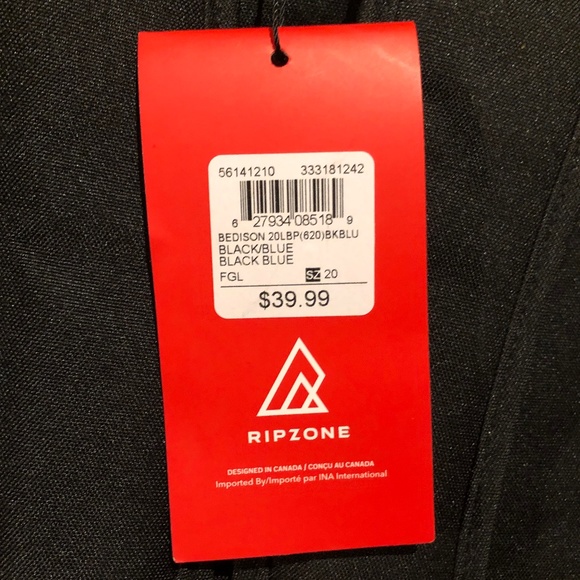 56141210 333181242
6 27934 08518 9
BEDISON 20LBP(620)BKBLU
BLACK/BLUE
BLACK BLUE
FGL SZ 20
$39.99
RIPZONE
DESIGNED IN CANADA / CONÇU AU CANADA
Imported By/Importé par INA International